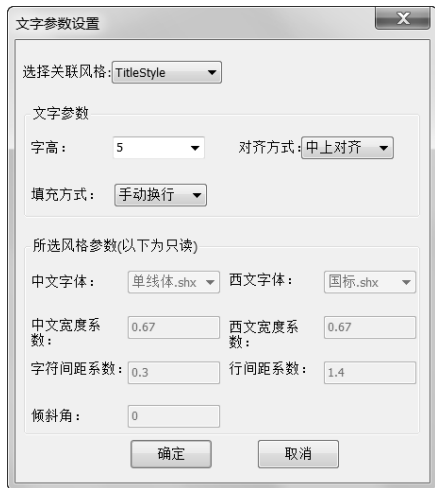 文字参数设置
选择关联风格: TitleStyle
文字参数
字高: 5 对齐方式: 中上对齐
填充方式: 手动换行
所选风格参数(以下为只读)
中文字体: 单线体.shx 西文字体: 国标.shx
中文宽度系数: 0.67 西文宽度系数: 0.67
字符间距系数: 0.3 行间距系数: 1.4
倾斜角: 0
确定 取消